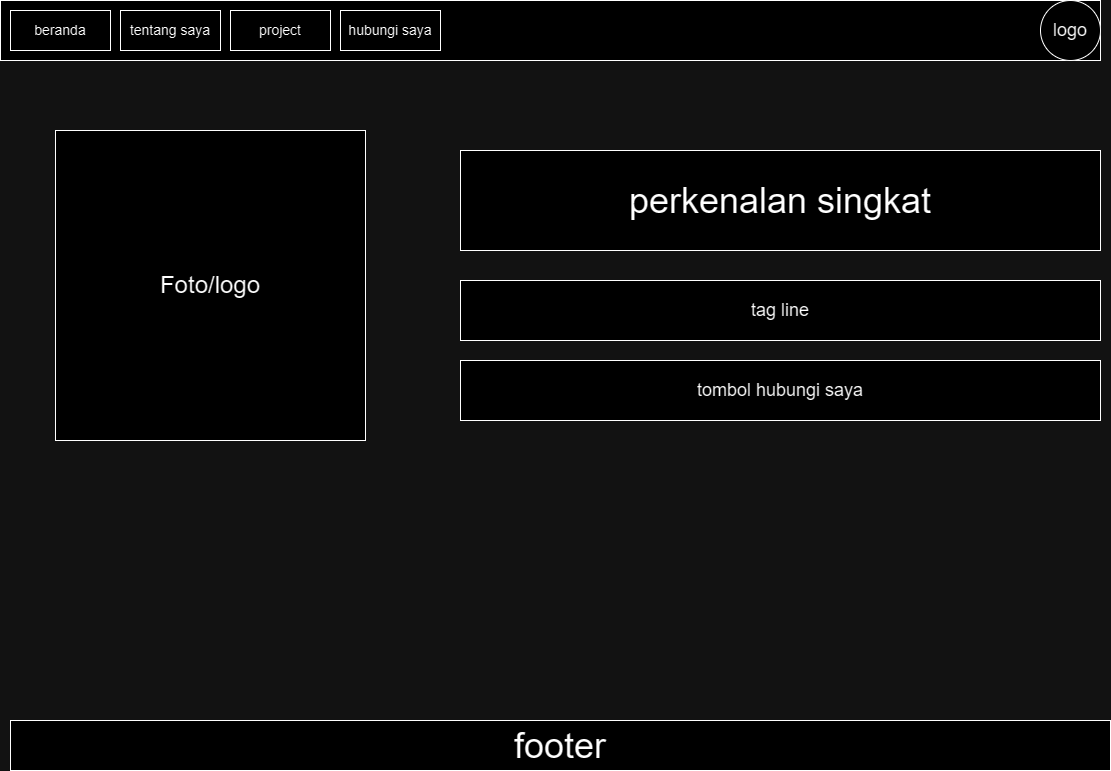 beranda
tentang saya
project
hubungi saya
logo
Foto/logo
perkenalan singkat
tag line
tombol hubungi saya
footer